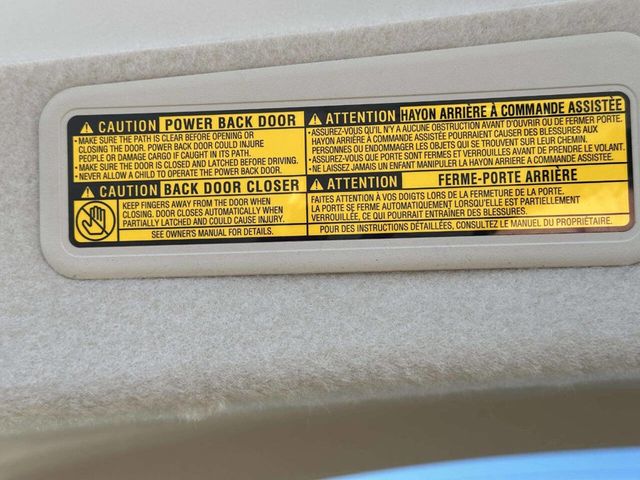 CAUTION POWER BACK DOOR
• MAKE SURE THE PATH IS CLEAR BEFORE OPENING OR
CLOSING THE DOOR. POWER BACK DOOR COULD INJURE
PEOPLE OR DAMAGE CARGO IF CAUGHT IN ITS PATH.
• MAKE SURE THE DOOR IS CLOSED AND LATCHED BEFORE DRIVING.
• NEVER ALLOW A CHILD TO OPERATE THE POWER BACK DOOR.
CAUTION BACK DOOR CLOSER
KEEP FINGERS AWAY FROM THE DOOR WHEN
CLOSING. DOOR CLOSES AUTOMATICALLY WHEN
PARTIALLY LATCHED AND COULD CAUSE INJURY.
SEE OWNER'S MANUAL FOR DETAILS.
ATTENTION HAYON ARRIÈRE À COMMANDE ASSISTÉE
• ASSUREZ-VOUS QU'IL N'Y A AUCUNE OBSTRUCTION AVANT D'OUVRIR OU DE FERMER PORTE.
HAYON ARRIÈRE À COMMANDE ASSISTÉE POURRAIENT CAUSER DES BLESSURES AUX
PERSONNES OU ENDOMMAGER LES OBJETS QUI SE TROUVENT SUR LEUR CHEMIN.
• ASSUREZ-VOUS QUE PORTE SONT FERMES ET VERROUILLES AVANT DE PRENDRE LE VOLANT.
• NE LAISSEZ JAMAIS UN ENFANT MANIPULER LA HAYON ARRIÈRE À COMMANDE ASSISTÉE.
ATTENTION FERME-PORTE ARRIÈRE
FAITES ATTENTION À VOS DOIGTS LORS DE LA FERMETURE DE LA PORTE.
LA PORTE SE FERME AUTOMATIQUEMENT LORSQU'ELLE EST PARTIELLEMENT
VERROUILLÉE, CE QUI POURRAIT ENTRAÎNER DES BLESSURES.
POUR DES INSTRUCTIONS DÉTAILLÉES, CONSULTEZ LE MANUEL DU PROPRIÉTAIRE.